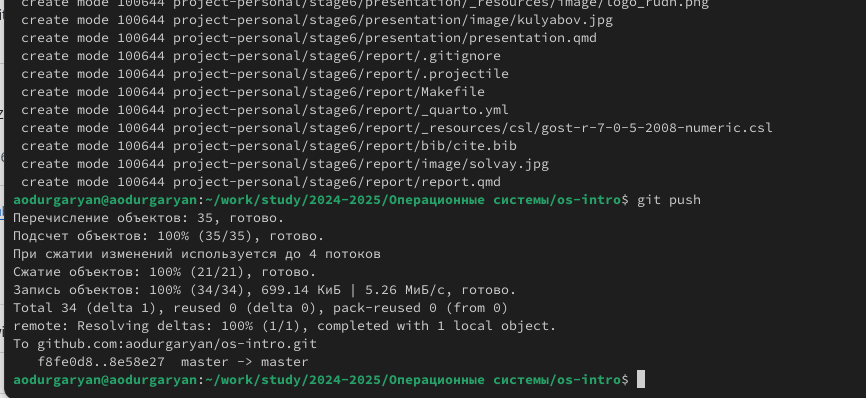 create mode 100644 project-personal/stage6/presentation/_resources/image/logo_rudn.png
create mode 100644 project-personal/stage6/presentation/image/kulyabov.jpg
create mode 100644 project-personal/stage6/presentation/presentation.qmd
create mode 100644 project-personal/stage6/report/.gitignore
create mode 100644 project-personal/stage6/report/.projectile
create mode 100644 project-personal/stage6/report/Makefile
create mode 100644 project-personal/stage6/report/_quarto.yml
create mode 100644 project-personal/stage6/report/_resources/csl/gost-r-7-0-5-2008-numeric.csl
create mode 100644 project-personal/stage6/report/bib/cite.bib
create mode 100644 project-personal/stage6/report/image/solvay.jpg
create mode 100644 project-personal/stage6/report/report.qmd
aodurgaryan@aodurgaryan:~/work/study/2024-2025/Операционные системы/os-intro$ git push
Перечисление объектов: 35, готово.
Подсчет объектов: 100% (35/35), готово.
При сжатии изменений используется до 4 потоков
Сжатие объектов: 100% (21/21), готово.
Запись объектов: 100% (34/34), 699.14 КиБ | 5.26 МиБ/с, готово.
Total 34 (delta 1), reused 0 (delta 0), pack-reused 0 (from 0)
remote: Resolving deltas: 100% (1/1), completed with 1 local object.
To github.com:aodurgaryan/os-intro.git
f8fe0d8..8e58e27 master -> master
aodurgaryan@aodurgaryan:~/work/study/2024-2025/Операционные системы/os-intro$